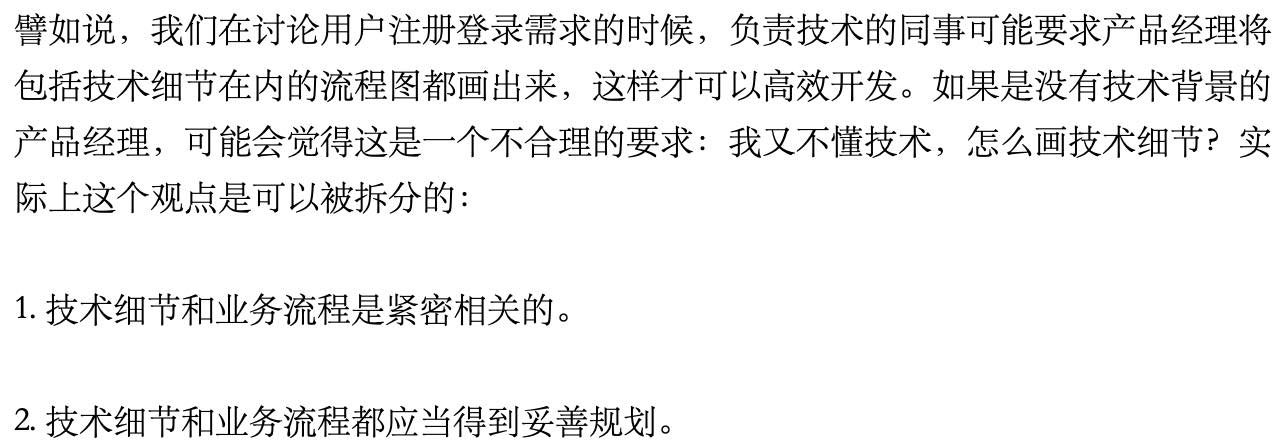 譬如说，我们在讨论用户注册登录需求的时候，负责技术的同事可能要求产品经理将
包括技术细节在内的流程图都画出来，这样才可以高效开发。如果是没有技术背景的
产品经理，可能会觉得这是一个不合理的要求：我又不懂技术，怎么画技术细节？实
际上这个观点是可以被拆分的：
1. 技术细节和业务流程是紧密相关的。
2. 技术细节和业务流程都应当得到妥善规划。